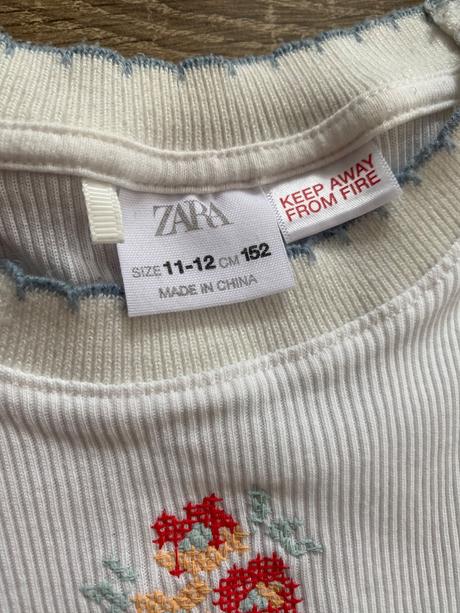 ZARA
SIZE 11-12 CM 152
MADE IN CHINA
KEEP AWAY
FROM FIRE